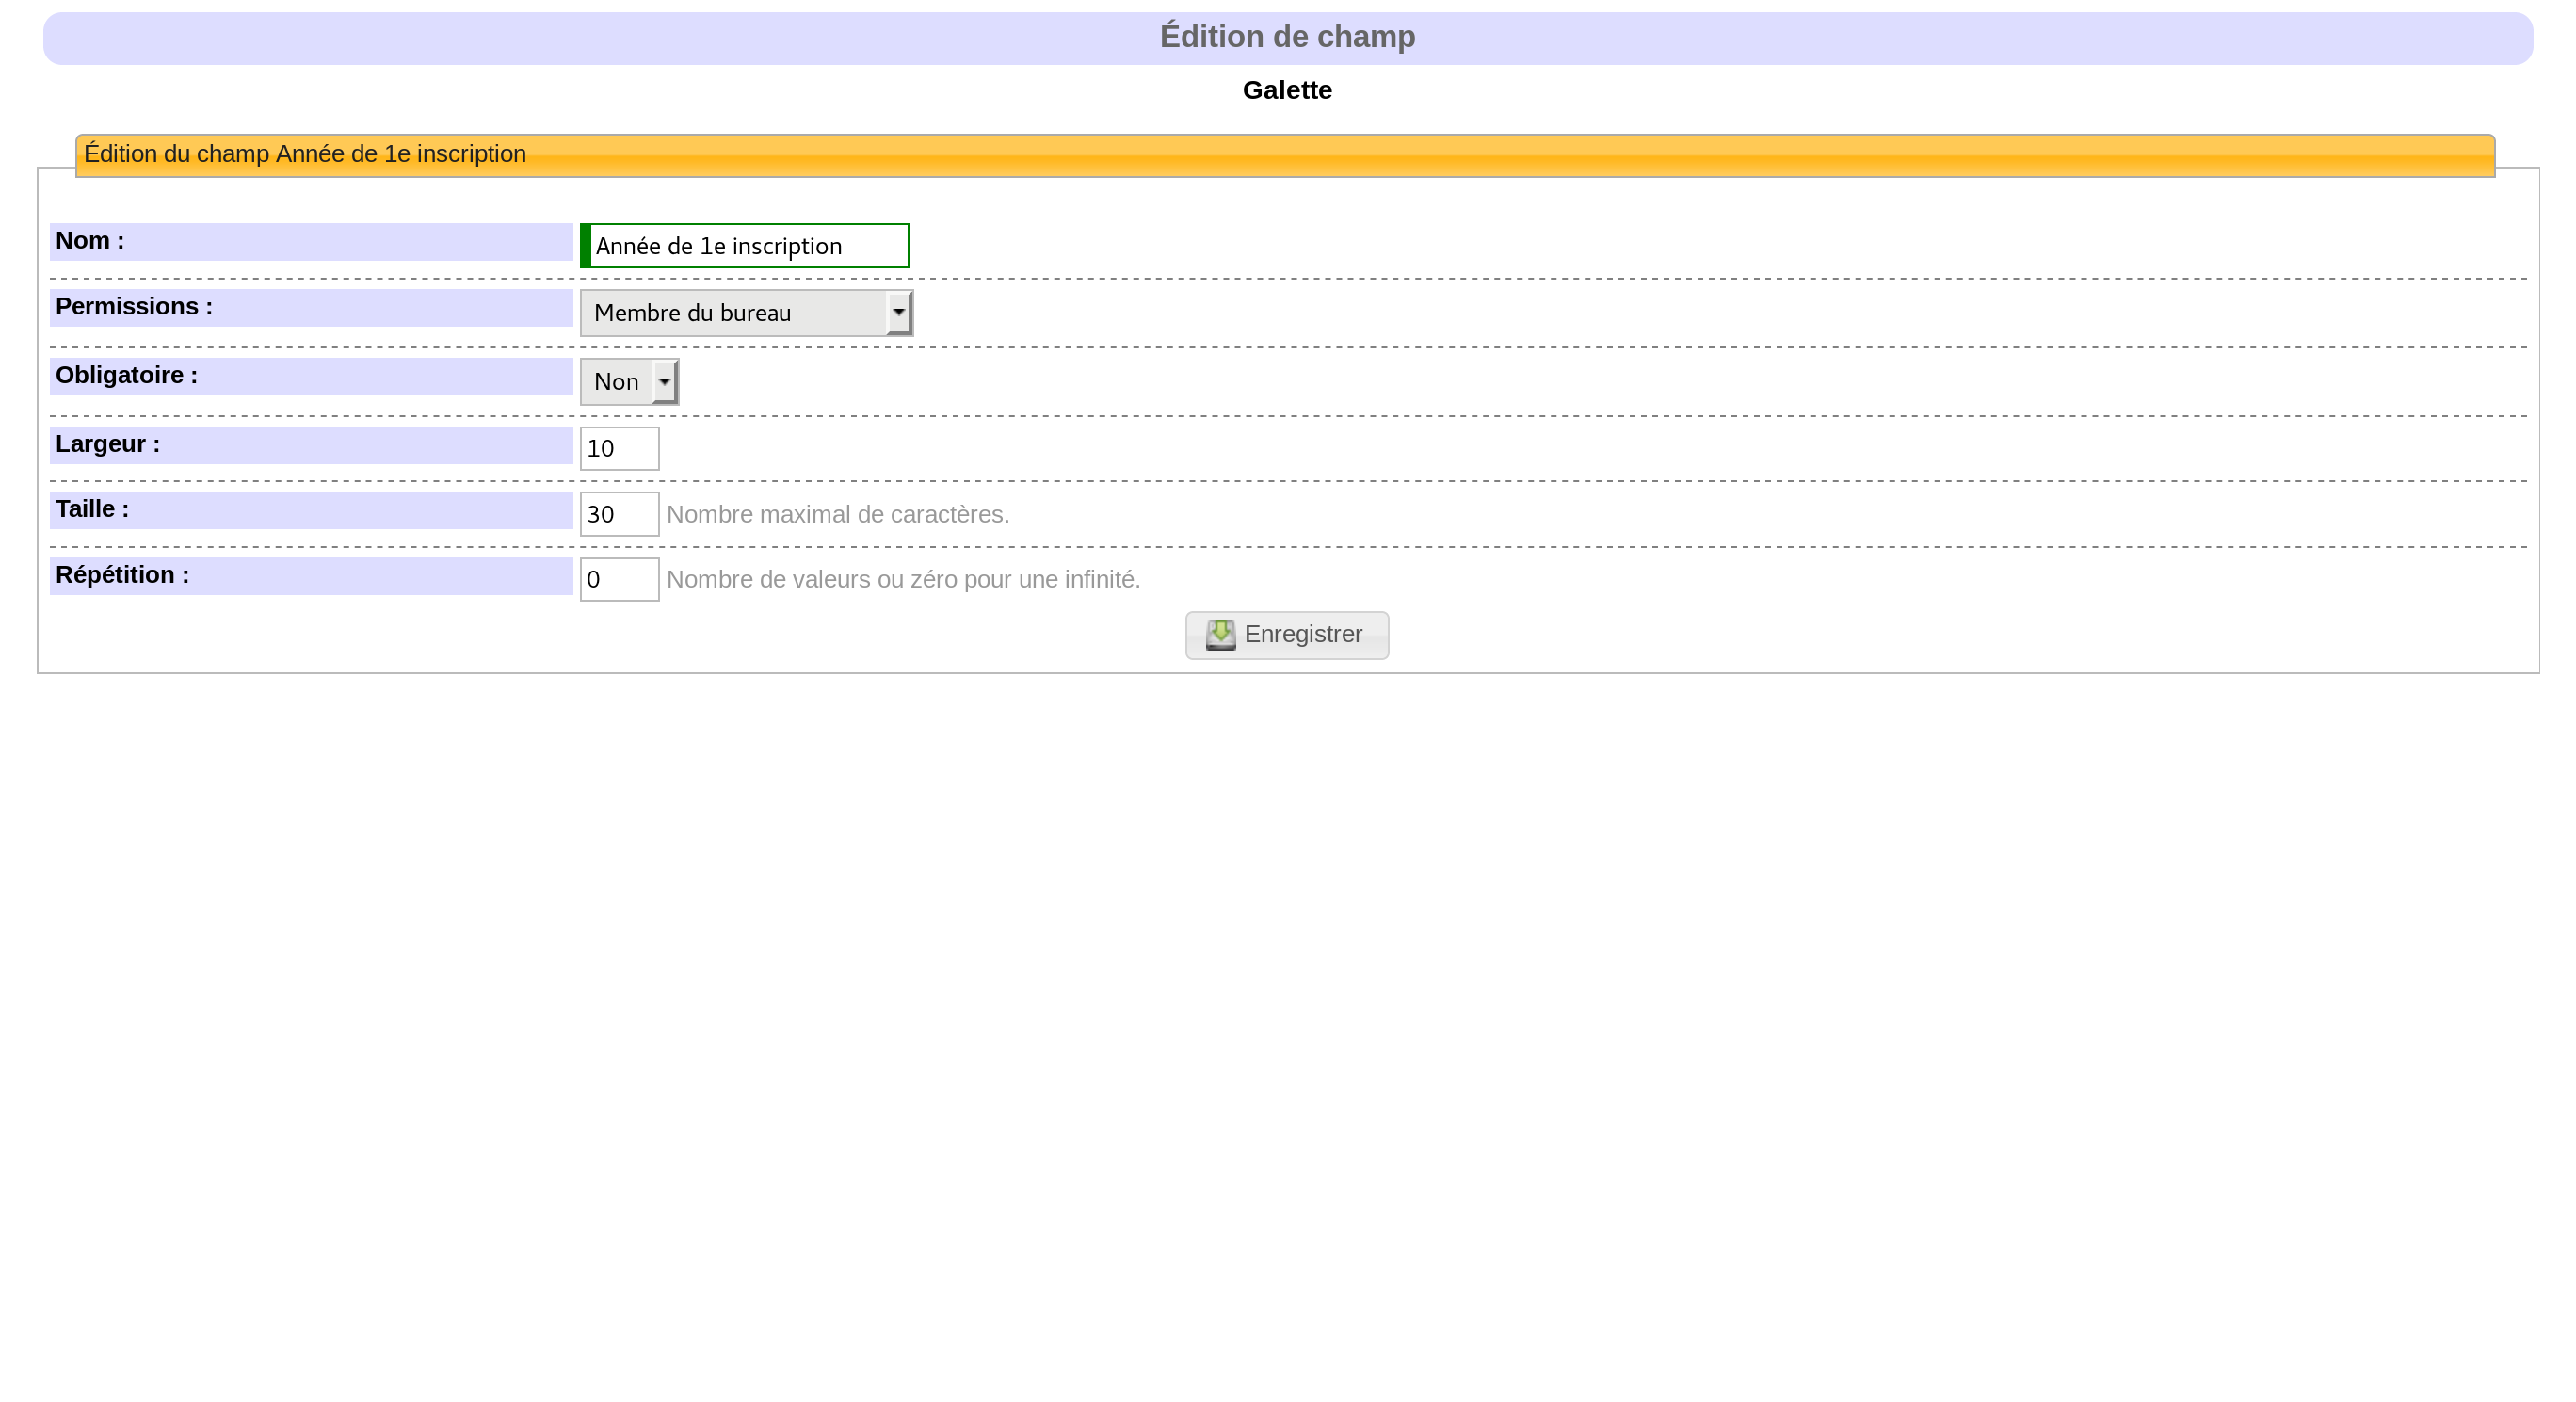 Édition de champ
Galette
Édition du champ Année de 1e inscription
Nom : Année de 1e inscription
Permissions : Membre du bureau
Obligatoire : Non
Largeur : 10
Taille : 30 Nombre maximal de caractères.
Répétition : 0 Nombre de valeurs ou zéro pour une infinité.
Enregistrer